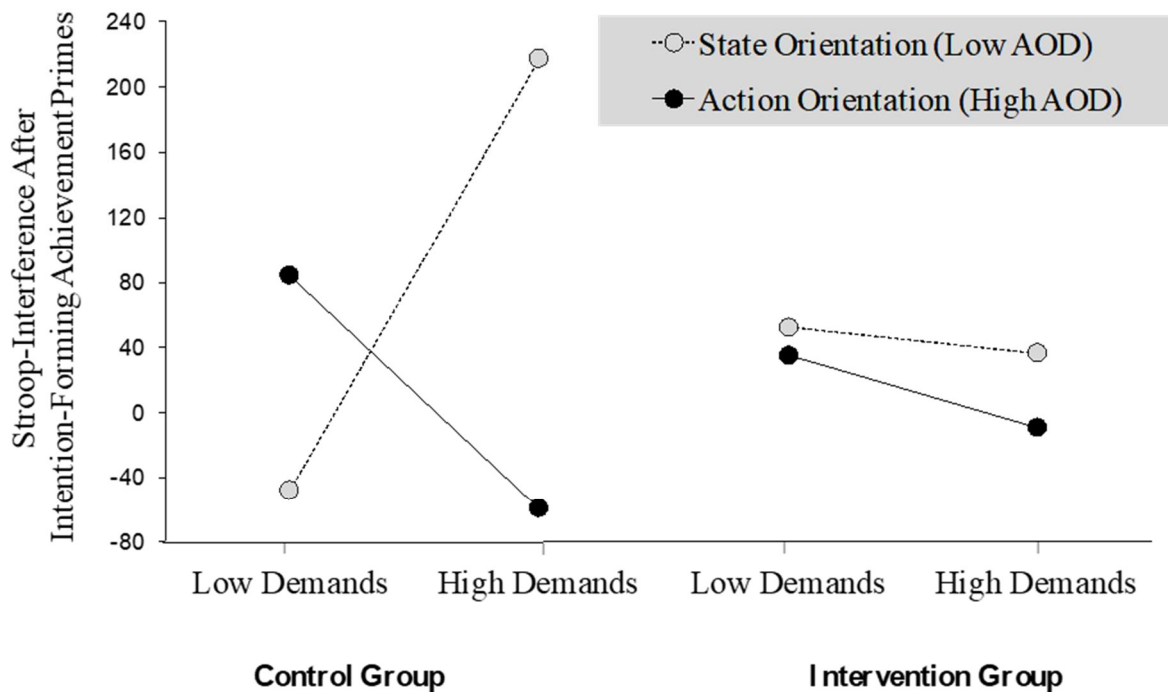 Stroop-Interference After
Intention-Forming Achievement Primes
240
200
160
120
80
40
0
-40
-80
State Orientation (Low AOD)
Action Orientation (High AOD)
Low Demands
High Demands
Low Demands
High Demands
Control Group
Intervention Group